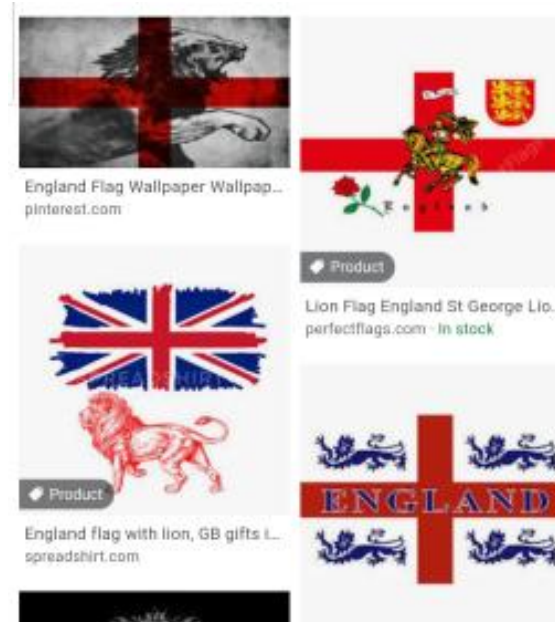 England Flag Wallpaper Wallpap...
pinterest.com
England
Product
Lion Flag England St George Lio.
perfectflags.com · In stock
Product
England flag with lion, GB gifts i...
spreadshirt.com
ENGLAND